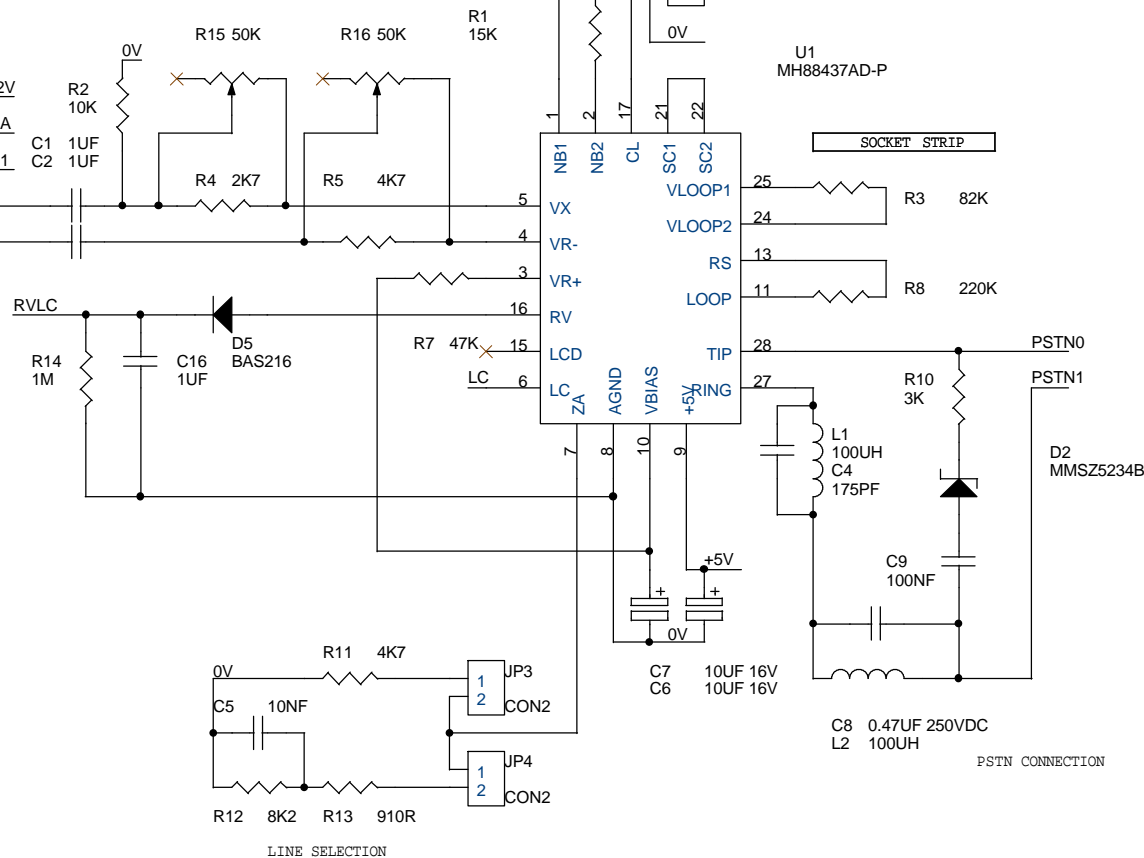 R1
15K
R15 50K
R16 50K
0V
0V
U1
MH88437AD-P
2V
R2
10K
A
C1 1UF
C2 1UF
1
1
2
17
21
22
SOCKET STRIP
NB1
NB2
CL
SC1
SC2
R4 2K7
R5 4K7
VLOOP1
25
R3 82K
5
VX
VLOOP2
24
4
VR-
RS
13
3
VR+
LOOP
11
R8 220K
RVLC
16
RV
D5
BAS216
R7 47K
15
LCD
TIP
28
PSTN0
R14
1M
C16
1UF
LC
6
LC
ZA
AGND
VBIAS
+5V
RING
27
R10
3K
PSTN1
7
8
10
9
L1
100UH
C4
175PF
D2
MMSZ5234B
+5V
C9
100NF
+
+
0V
C7 10UF 16V
C6 10UF 16V
R11 4K7
0V
1
2
JP3
CON2
C5 10NF
C8 0.47UF 250VDC
L2 100UH
PSTN CONNECTION
1
2
JP4
CON2
R12 8K2
R13 910R
LINE SELECTION